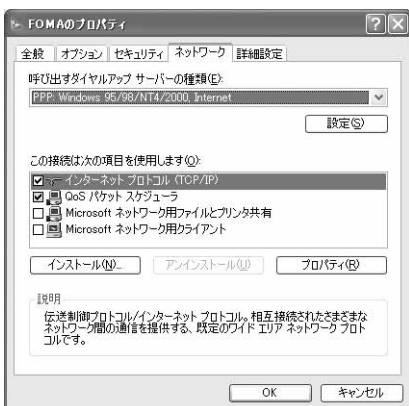 FOMAのプロパティ
全般 オプション セキュリティ ネットワーク 詳細設定
呼び出すダイヤルアップ サーバーの種類(E):
PPP: Windows 95/98/NT4/2000, Internet
設定(S)
この接続は次の項目を使用します(O):
インターネット プロトコル (TCP/IP)
QoS パケット スケジューラ
Microsoft ネットワーク用ファイルとプリンタ共有
Microsoft ネットワーク用クライアント
インストール(N)... アンインストール(U) プロパティ(R)
説明
伝送制御プロトコル/インターネット プロトコル。相互接続されたさまざまな
ネットワーク間の通信を提供する、既定のワイド エリア ネットワーク プロト
コルです。
OK キャンセル